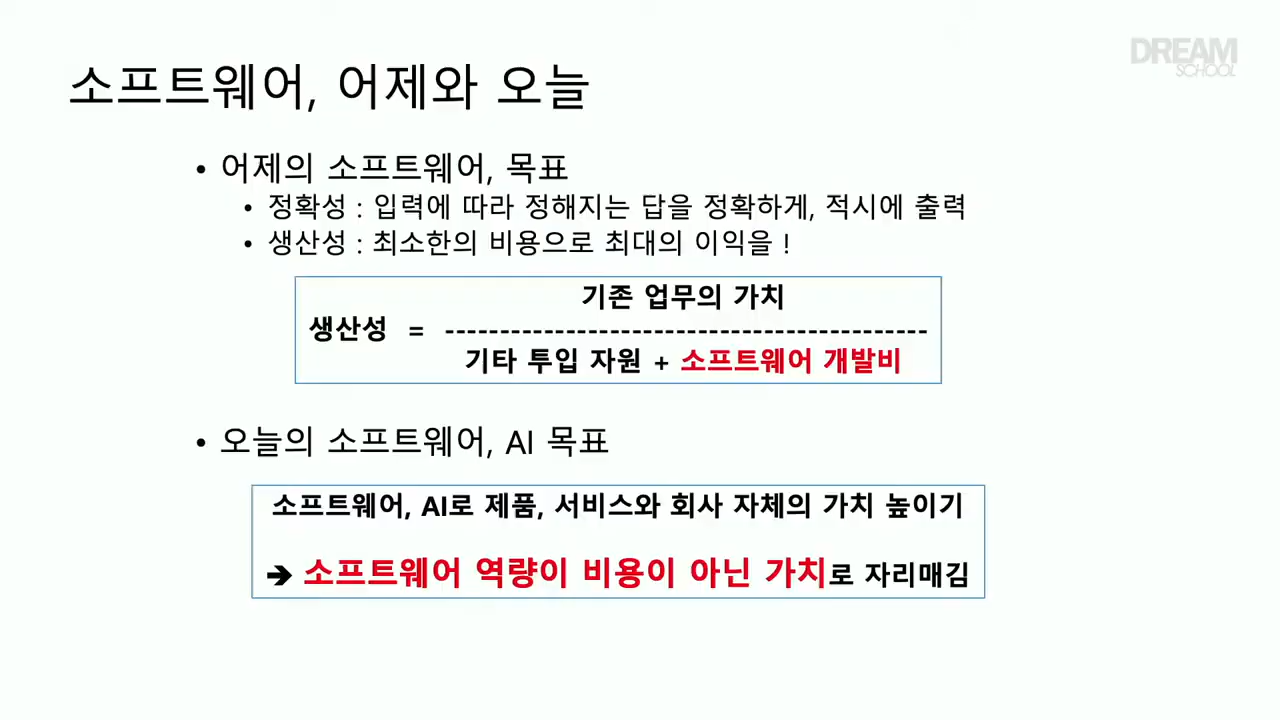 DREAM
SCHOOL
소프트웨어, 어제와 오늘
• 어제의 소프트웨어, 목표
• 정확성 : 입력에 따라 정해지는 답을 정확하게, 적시에 출력
• 생산성 : 최소한의 비용으로 최대의 이익을 !
기존 업무의 가치
생산성 = --------------------------------------------
기타 투입 자원 + 소프트웨어 개발비
• 오늘의 소프트웨어, AI 목표
소프트웨어, AI로 제품, 서비스와 회사 자체의 가치 높이기
➔ 소프트웨어 역량이 비용이 아닌 가치로 자리매김